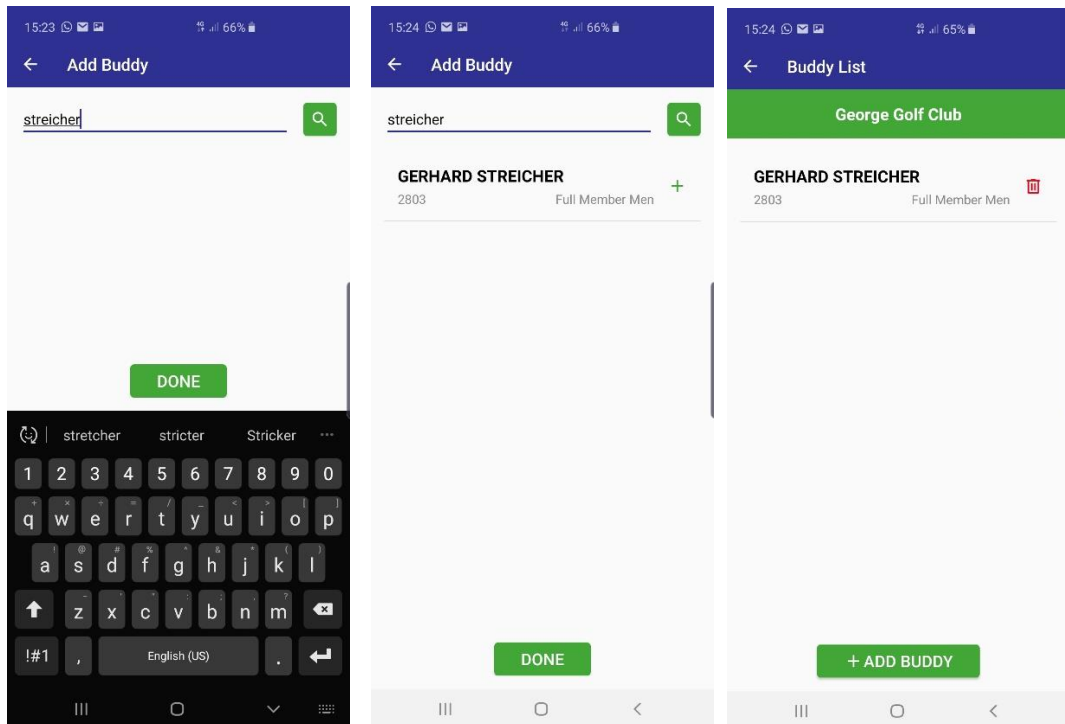 15:23 66%
Add Buddy
streicher
DONE
stretcher stricter Stricker ...
1 2 3 4 5 6 7 8 9 0
q w e r t y u i o p
a s d f g h j k l
z x c v b n m
!#1 , English (US) .
15:24 66%
Add Buddy
streicher
GERHARD STREICHER
2803 Full Member Men
+
DONE
15:24 65%
Buddy List
George Golf Club
GERHARD STREICHER
2803 Full Member Men
+ ADD BUDDY